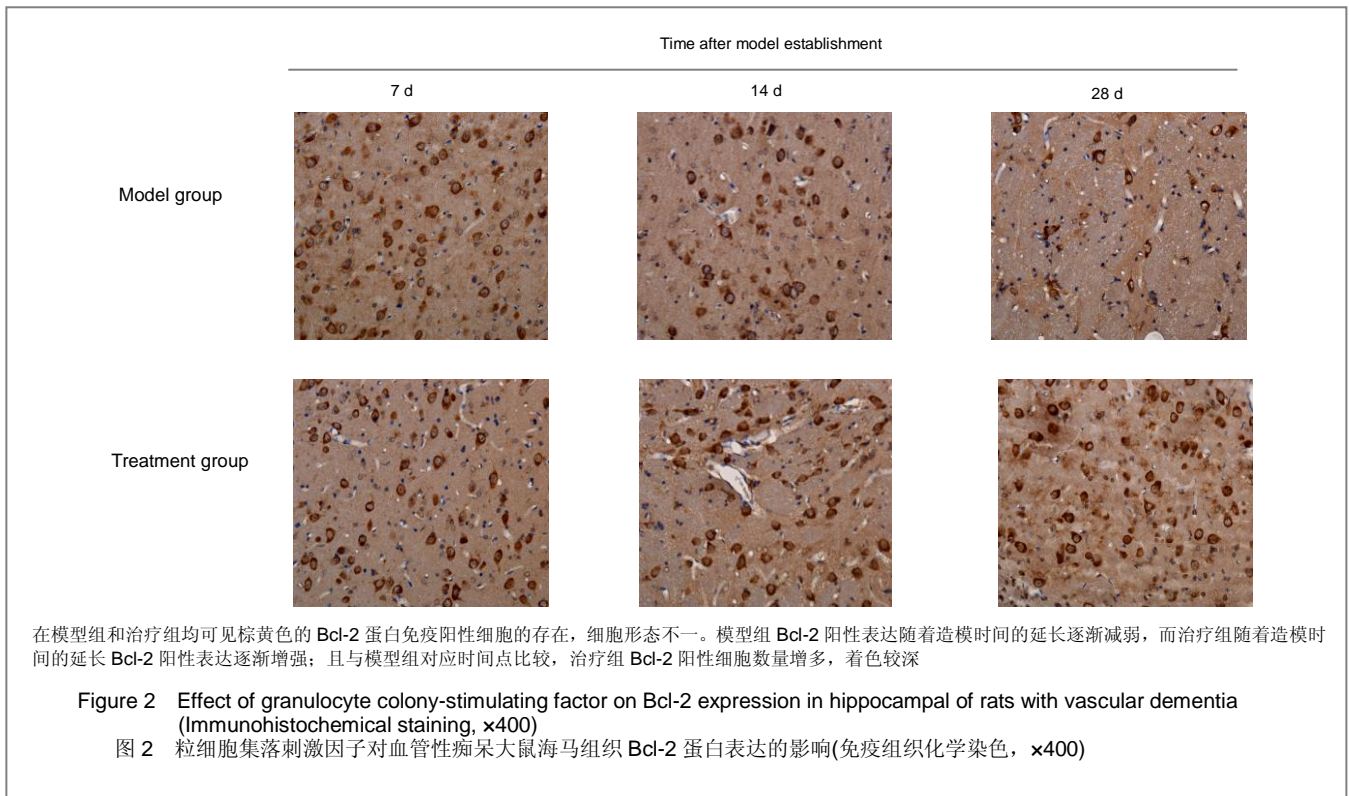 Time after model establishment
7 d 14 d 28 d
Model group
Treatment group
在模型组和治疗组均可见棕黄色的 Bcl-2 蛋白免疫阳性细胞的存在，细胞形态不一。模型组 Bcl-2 阳性表达随着造模时间的延长逐渐减弱，而治疗组随着造模时
间的延长 Bcl-2 阳性表达逐渐增强；且与模型组对应时间点比较，治疗组 Bcl-2 阳性细胞数量增多，着色较深
Figure 2 Effect of granulocyte colony-stimulating factor on Bcl-2 expression in hippocampal of rats with vascular dementia
(Immunohistochemical staining, ×400)
图 2 粒细胞集落刺激因子对血管性痴呆大鼠海马组织 Bcl-2 蛋白表达的影响(免疫组织化学染色，×400)